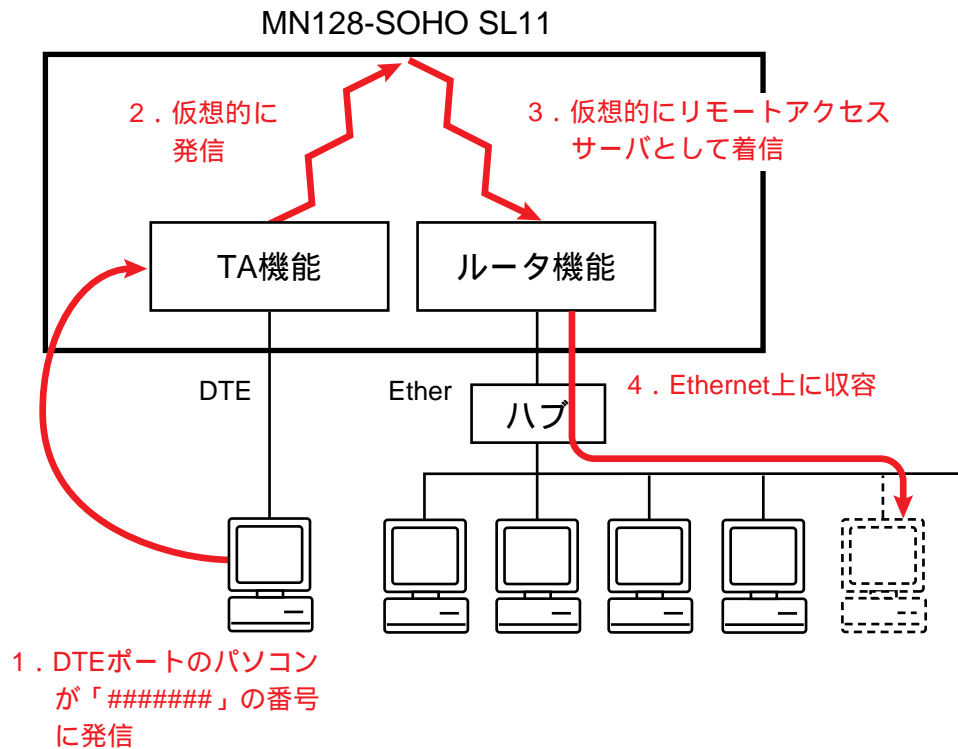 MN128-SOHO SL11
2．仮想的に
発信
3．仮想的にリモートアクセス
サーバとして着信
TA機能
ルータ機能
DTE
Ether
4．Ethernet上に収容
ハブ
1．DTEポートのパソコン
が「#######」の番号
に発信